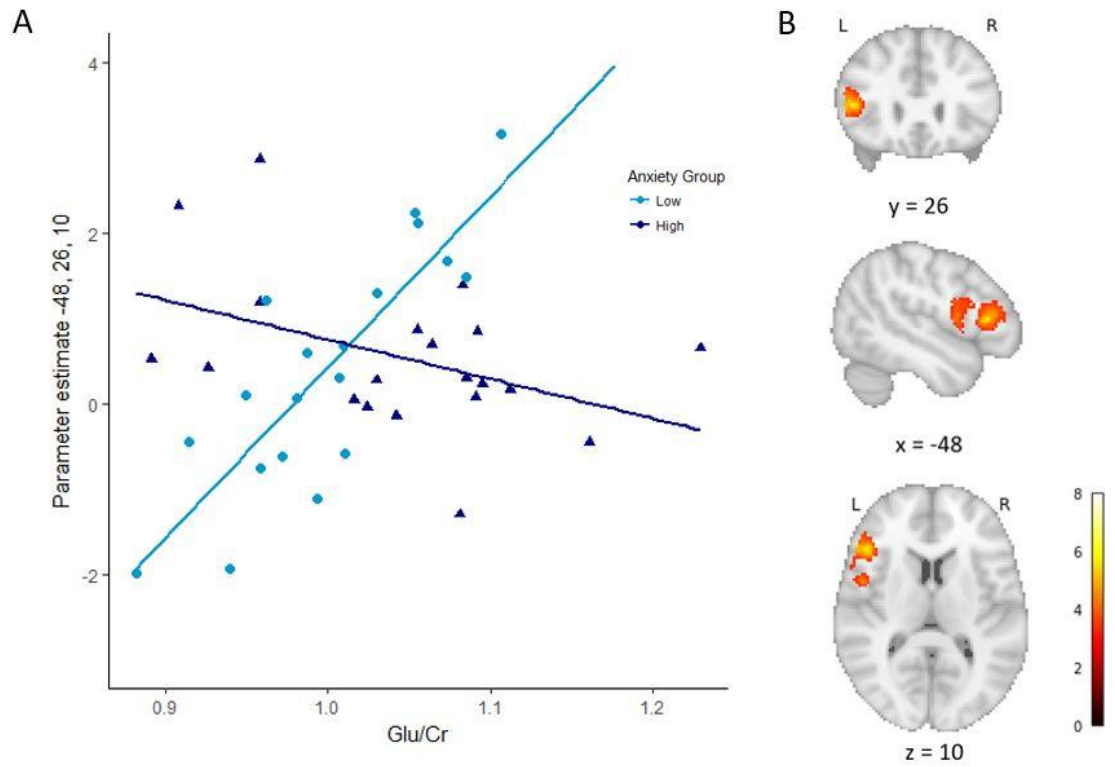 A
Parameter estimate -48, 26, 10
4
2
0
-2
0.9 1.0 1.1 1.2
Glu/Cr
Anxiety Group
Low
High
B
L R
y = 26
x = -48
L R
z = 10
8
6
4
2
0